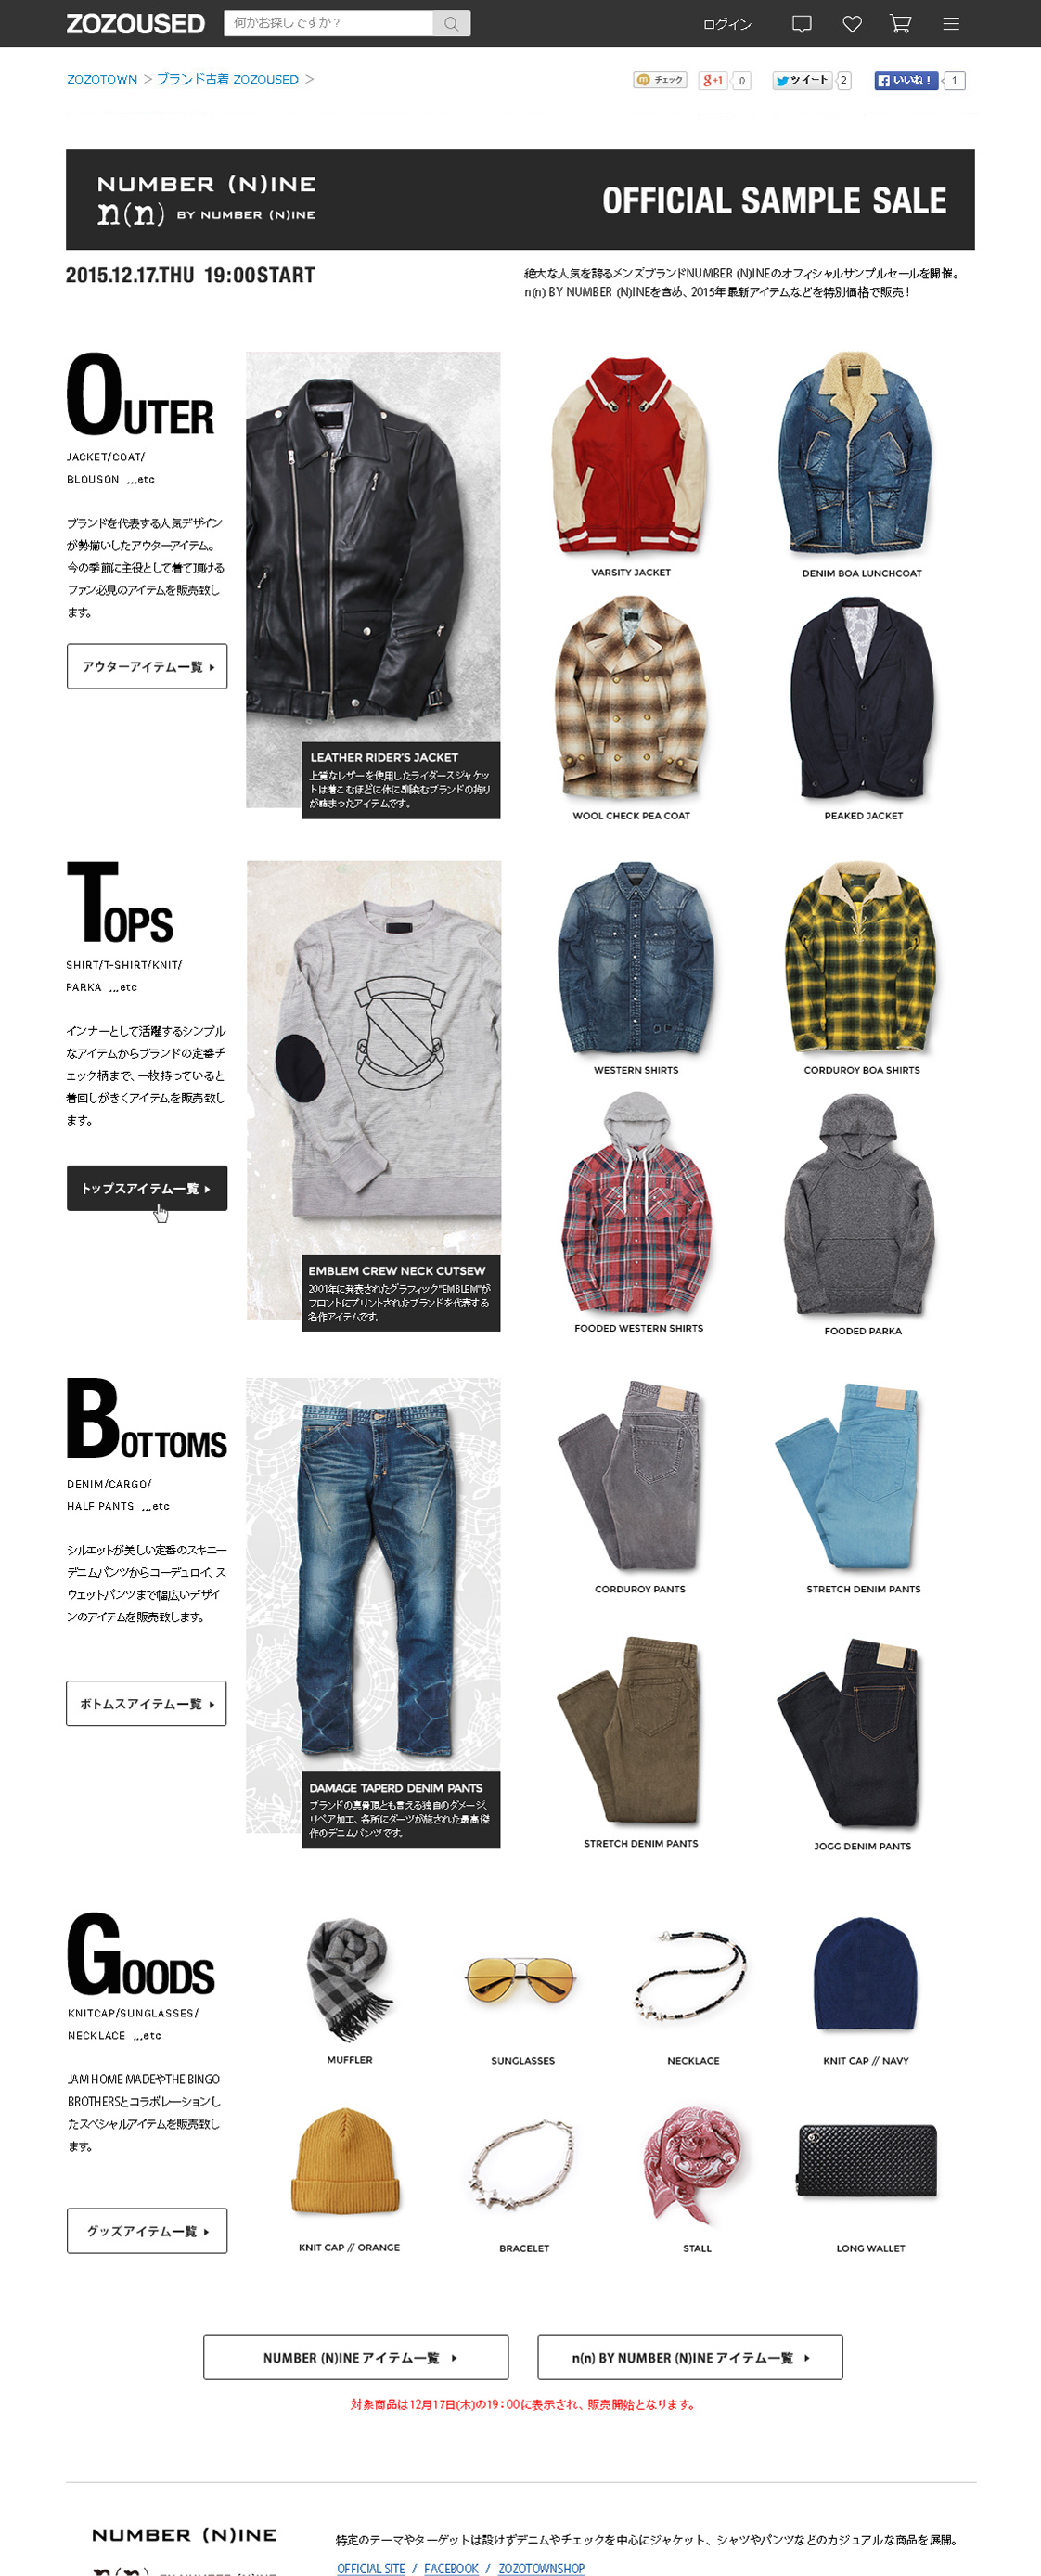 ZOZOUSED
何かお探しですか？
ログイン
ZOZOTOWN > ブランド古着 ZOZOUSED >
チェック
g+1 0
ツイート 2
いいね！ 1
NUMBER (N)INE
n(n) BY NUMBER (N)INE
OFFICIAL SAMPLE SALE
2015.12.17.THU 19:00START
絶大な人気を誇るメンズブランドNUMBER (N)INEのオフィシャルサンプルセールを開催。
n(n) BY NUMBER (N)INEを含め、2015年最新アイテムなどを特別価格で販売！
OUTER
JACKET/COAT/
BLOUSON ...etc
ブランドを代表する人気デザイン
が勢揃いしたアウターアイテム。
今の季節に主役として着て頂ける
ファン必見のアイテムを販売致し
ます。
アウターアイテム一覧
LEATHER RIDER'S JACKET
上質なレザーを使用したライダースジャケッ
トは着こむほどに体に馴染むブランドの拘り
が詰まったアイテムです。
VARSITY JACKET
DENIM BOA LUNCHCOAT
WOOL CHECK PEA COAT
PEAKED JACKET
TOPS
SHIRT/T-SHIRT/KNIT/
PARKA ...etc
インナーとして活躍するシンプル
なアイテムからブランドの定番チ
ェック柄まで、一枚持っていると
着回しがきくアイテムを販売致し
ます。
トップスアイテム一覧
EMBLEM CREW NECK CUTSEW
2001年に発表されたグラフィック"EMBLEM"が
フロントにプリントされたブランドを代表する
名作アイテムです。
WESTERN SHIRTS
CORDUROY BOA SHIRTS
FOODED WESTERN SHIRTS
FOODED PARKA
BOTTOMS
DENIM/CARGO/
HALF PANTS ...etc
シルエットが美しい定番のスキニー
デニムパンツからコーデュロイ、ス
ウェットパンツまで幅広いデザイ
ンのアイテムを販売致します。
ボトムスアイテム一覧
DAMAGE TAPERD DENIM PANTS
ブランドの真骨頂とも言える独自のダメージ、
リペア加工、各所にダーツが施された最高傑
作のデニムパンツです。
CORDUROY PANTS
STRETCH DENIM PANTS
STRETCH DENIM PANTS
JOGG DENIM PANTS
GOODS
KNITCAP/SUNGLASSES/
NECKLACE ...etc
JAM HOME MADEやTHE BINGO
BROTHERSとコラボレーションし
たスペシャルアイテムを販売致し
ます。
グッズアイテム一覧
MUFFLER
SUNGLASSES
NECKLACE
KNIT CAP // NAVY
KNIT CAP // ORANGE
BRACELET
STALL
LONG WALLET
NUMBER (N)INE アイテム一覧
n(n) BY NUMBER (N)INE アイテム一覧
対象商品は12月17日(木)の19：00に表示され、販売開始となります。
NUMBER (N)INE
特定のテーマやターゲットは設けずデニムやチェックを中心にジャケット、シャツやパンツなどのカジュアルな商品を展開。
n(n) BY NUMBER (N)INE
OFFICIAL SITE / FACEBOOK / ZOZOTOWNSHOP